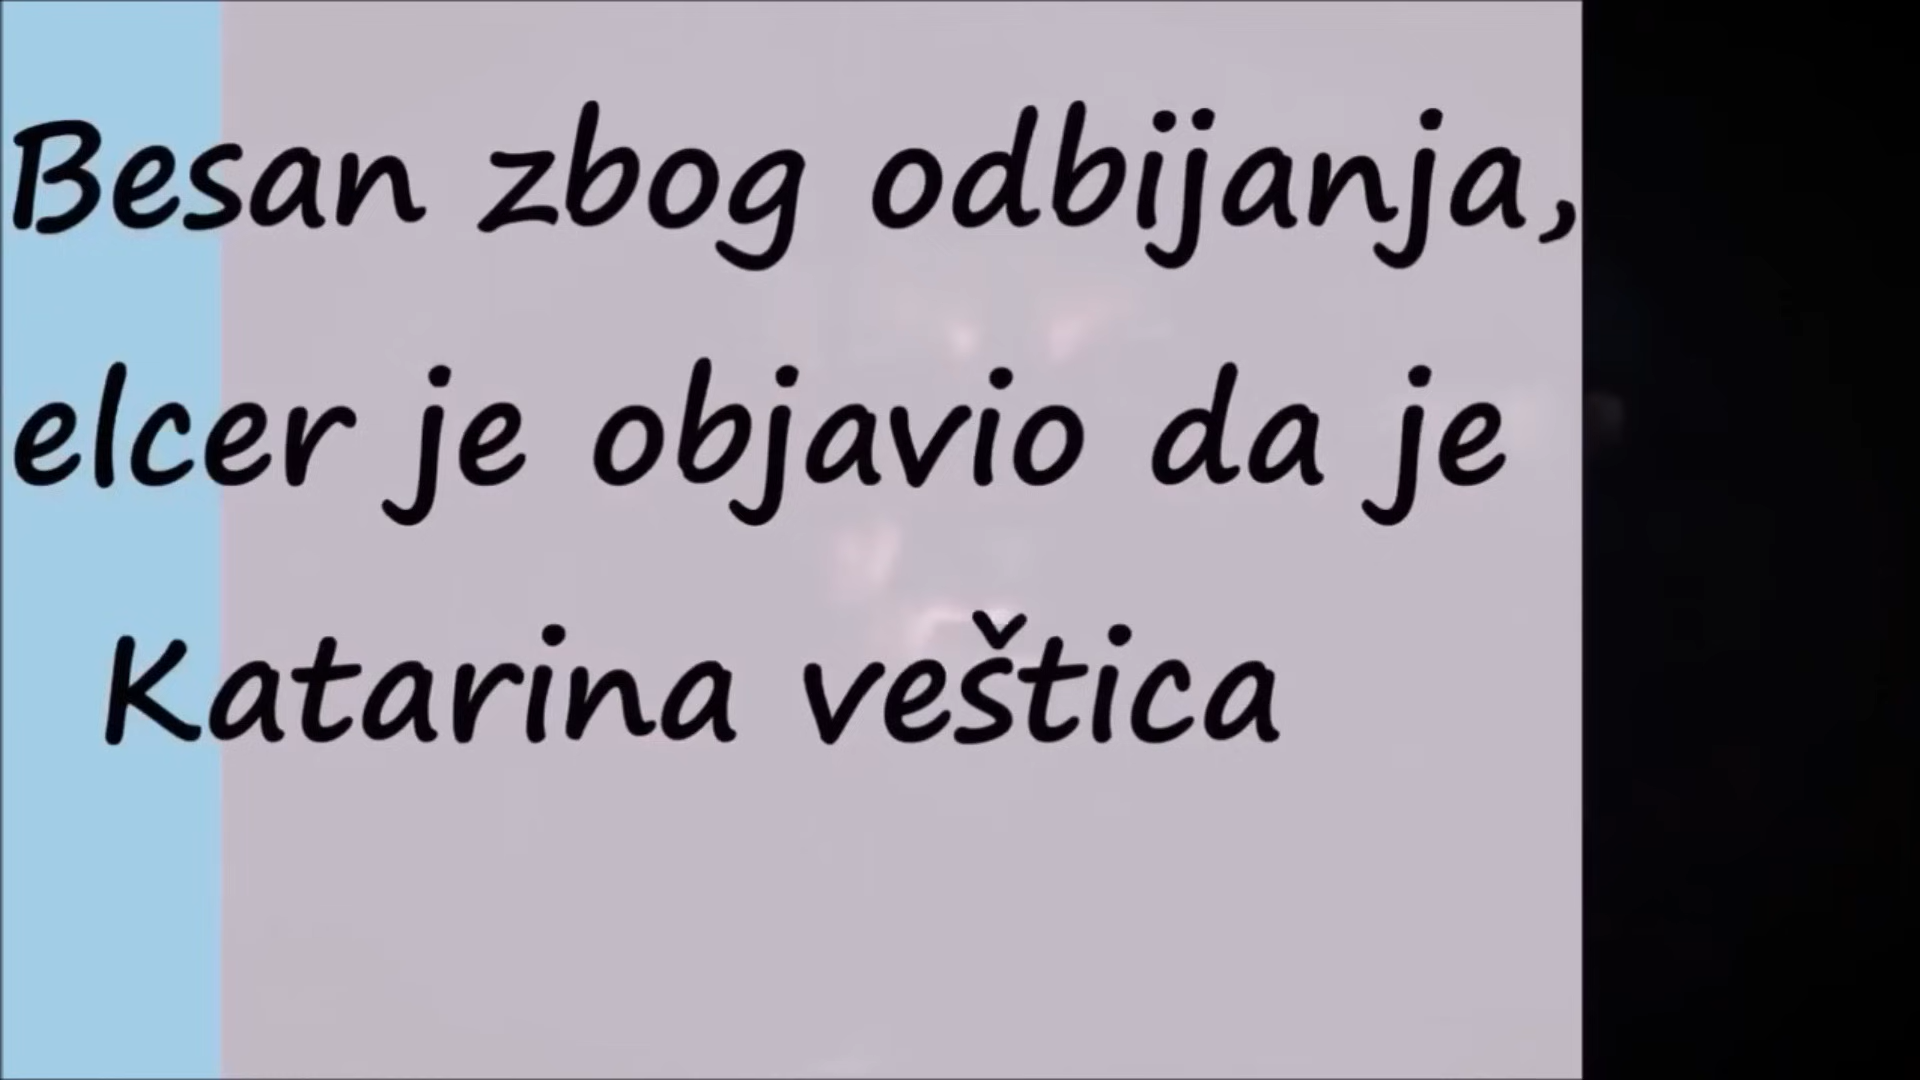 Besan zbog odbijanja,
elcer je objavio da je
Katarina veštica